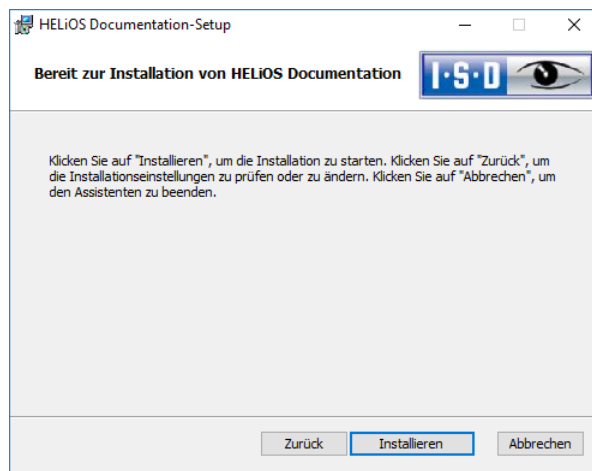 HELiOS Documentation-Setup
Bereit zur Installation von HELiOS Documentation
I·S·D
Klicken Sie auf "Installieren", um die Installation zu starten. Klicken Sie auf "Zurück", um
die Installationseinstellungen zu prüfen oder zu ändern. Klicken Sie auf "Abbrechen", um
den Assistenten zu beenden.
Zurück Installieren Abbrechen